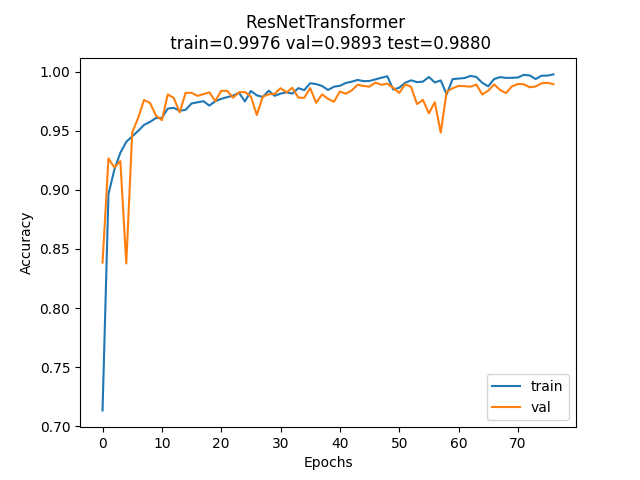 ResNetTransformer
train=0.9976 val=0.9893 test=0.9880
1.00
0.95
0.90
0.85
0.80
0.75
0.70
Accuracy
0 10 20 30 40 50 60 70
Epochs
train
val